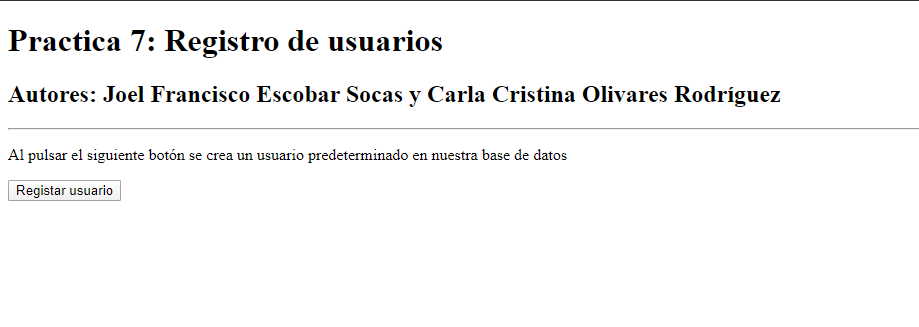 Practica 7: Registro de usuarios
Autores: Joel Francisco Escobar Socas y Carla Cristina Olivares Rodríguez
Al pulsar el siguiente botón se crea un usuario predeterminado en nuestra base de datos
Registar usuario